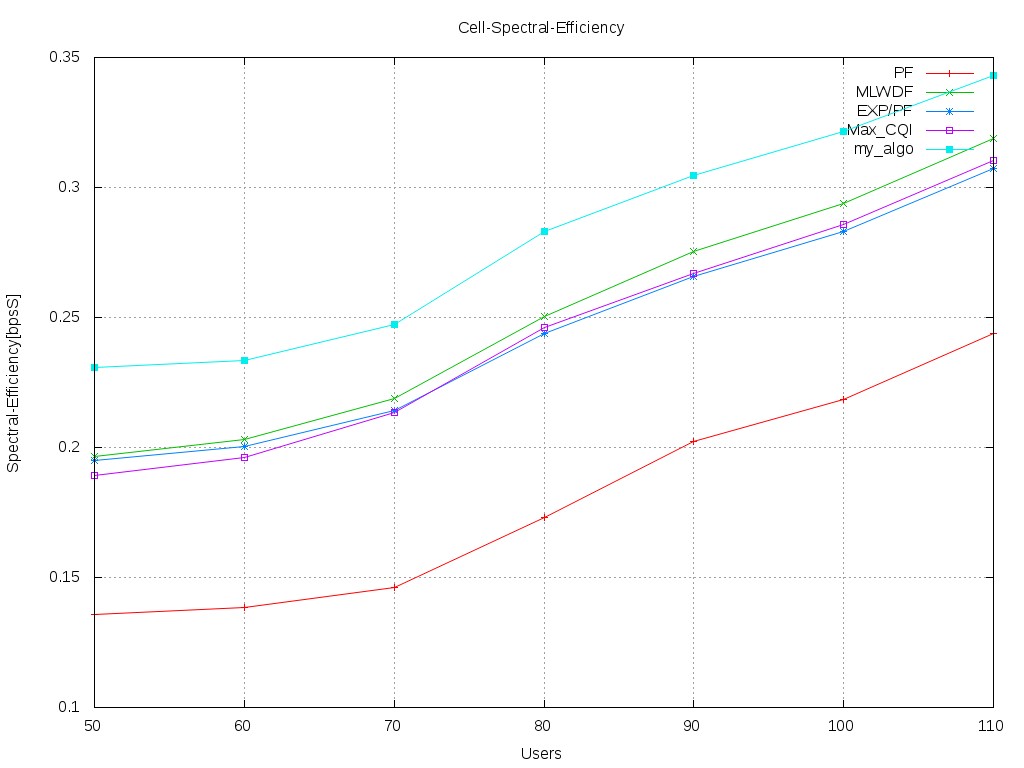 Cell-Spectral-Efficiency
0.35
0.3
0.25
0.2
0.15
0.1
Spectral-Efficiency[bpsS]
PF
MLWDF
EXP/PF
Max_CQI
my_algo
50 60 70 80 90 100 110
Users